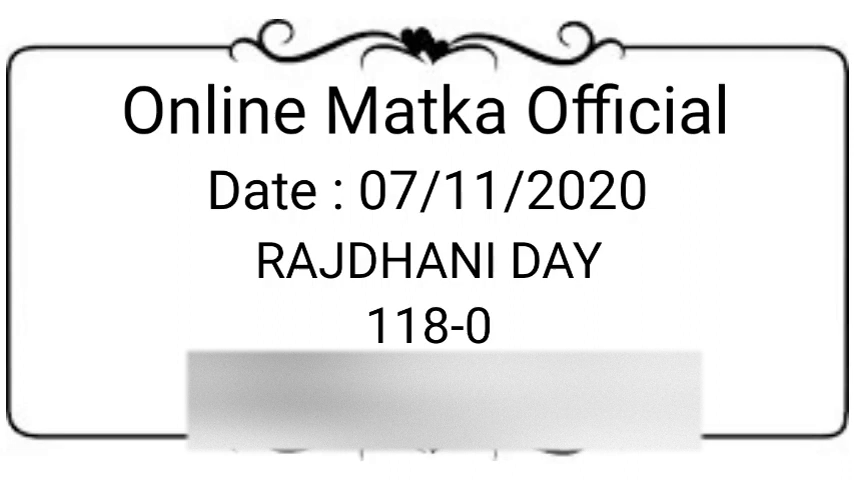 Online Matka Official
Date : 07/11/2020
RAJDHANI DAY
118-0